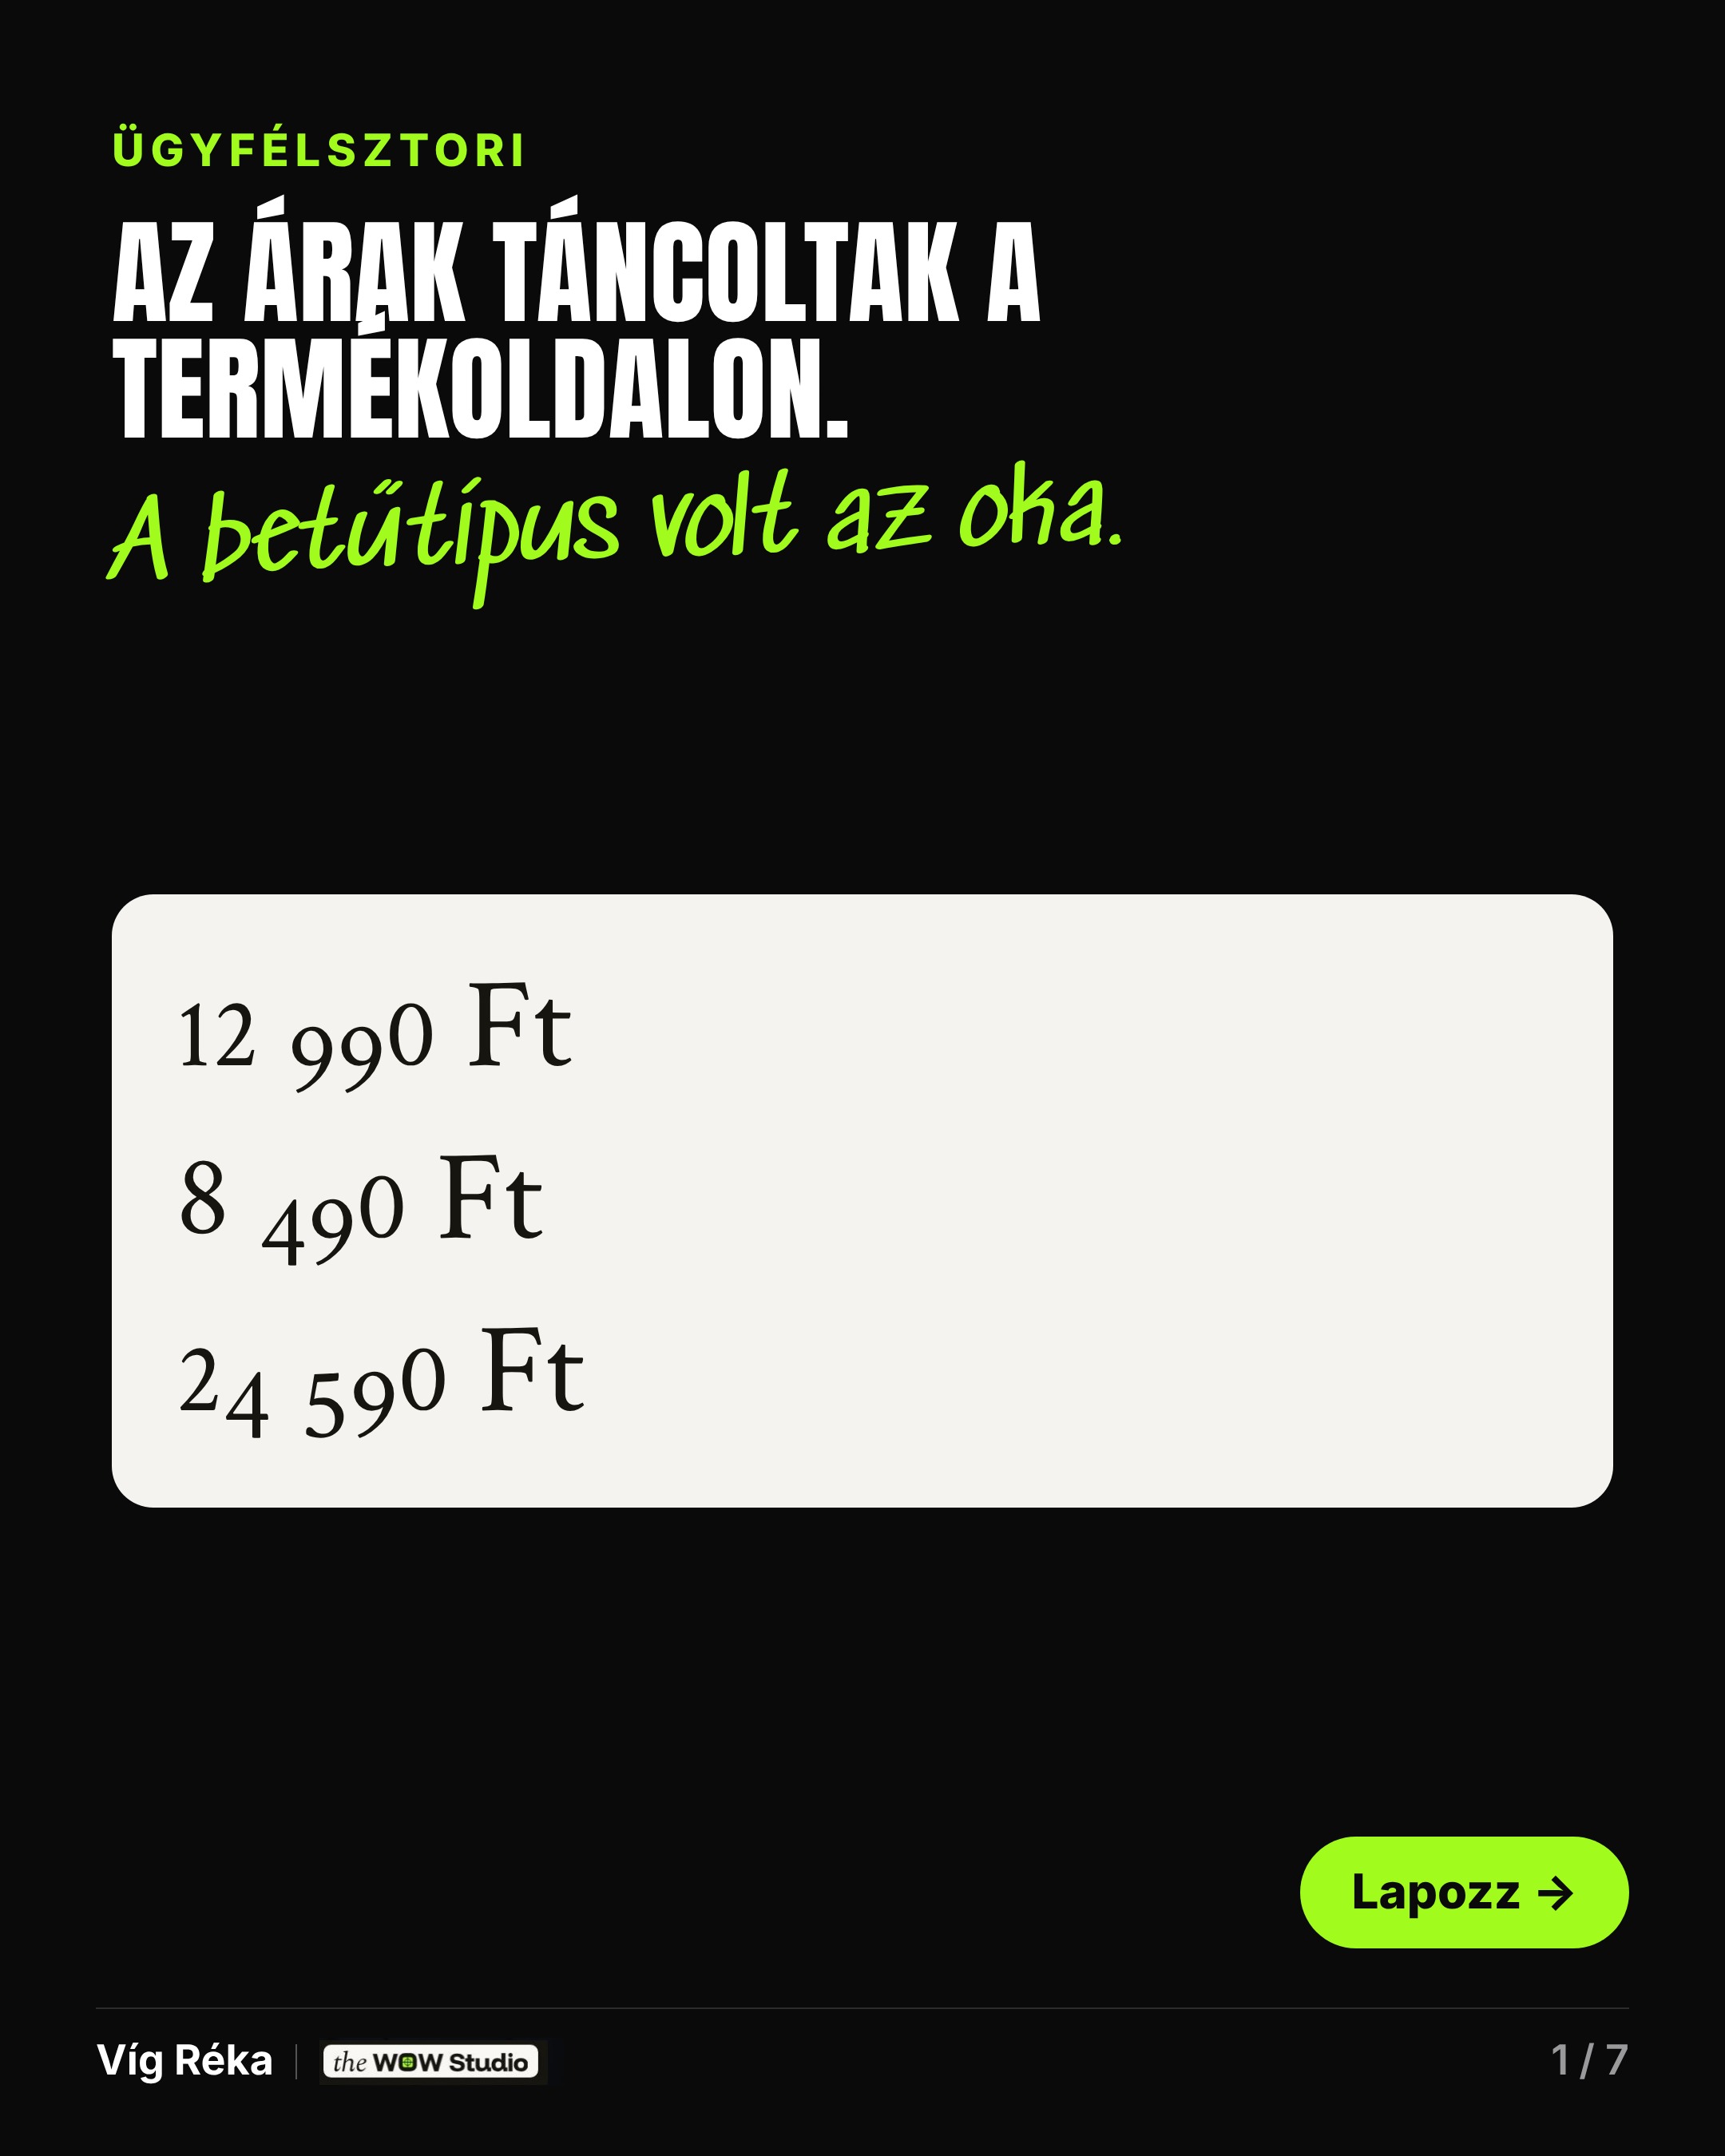 ÜGYFÉLSZTORI
AZ ÁRAK TÁNCOLTAK A
TERMÉKOLDALON.
A betűtípus volt az oka.
12 990 Ft
8 490 Ft
24 590 Ft
Lapozz →
Víg Réka | the WOW Studio
1 / 7